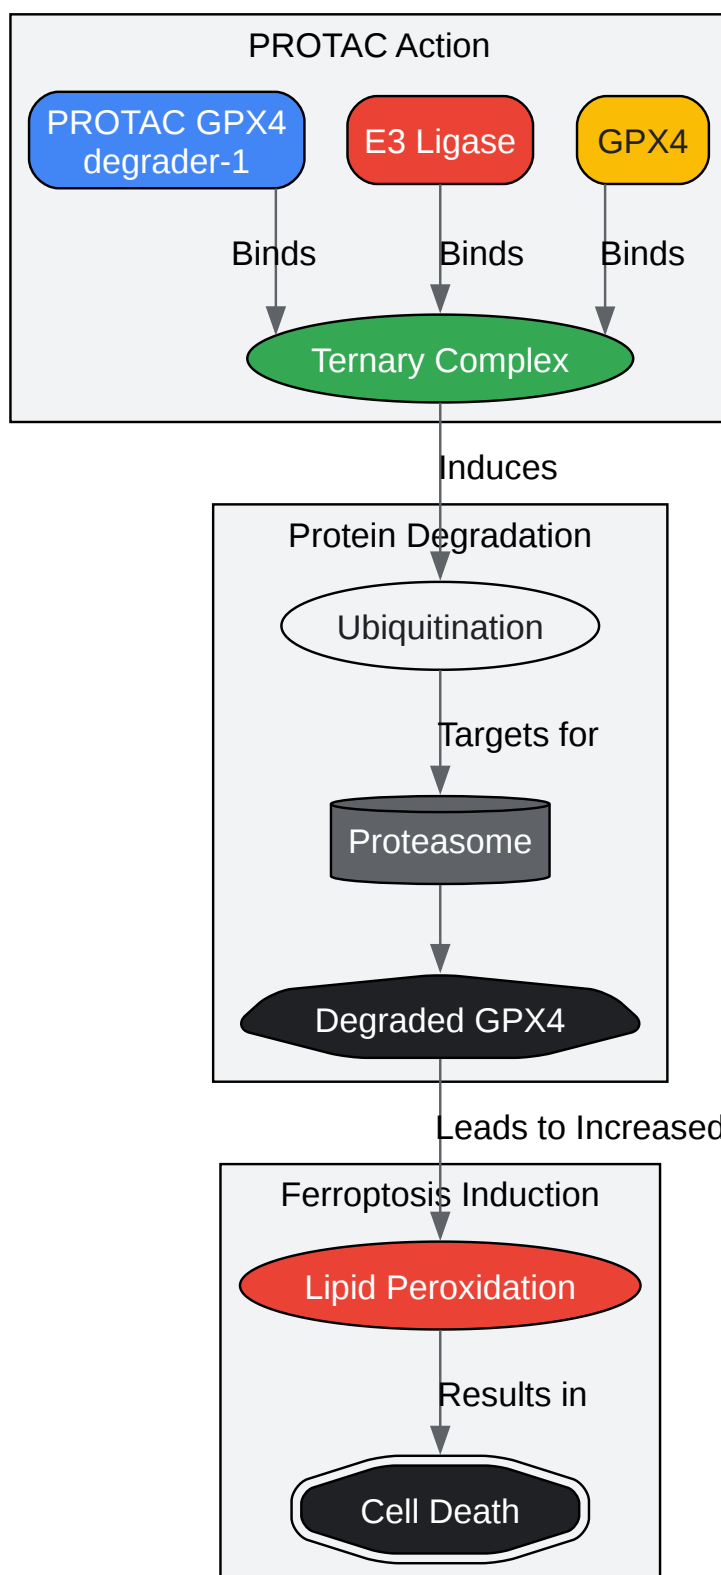 PROTAC Action
PROTAC GPX4
degrader-1
E3 Ligase
GPX4
Binds
Binds
Binds
Ternary Complex
Induces
Protein Degradation
Ubiquitination
Targets for
Proteasome
Degraded GPX4
Leads to Increased
Ferroptosis Induction
Lipid Peroxidation
Results in
Cell Death